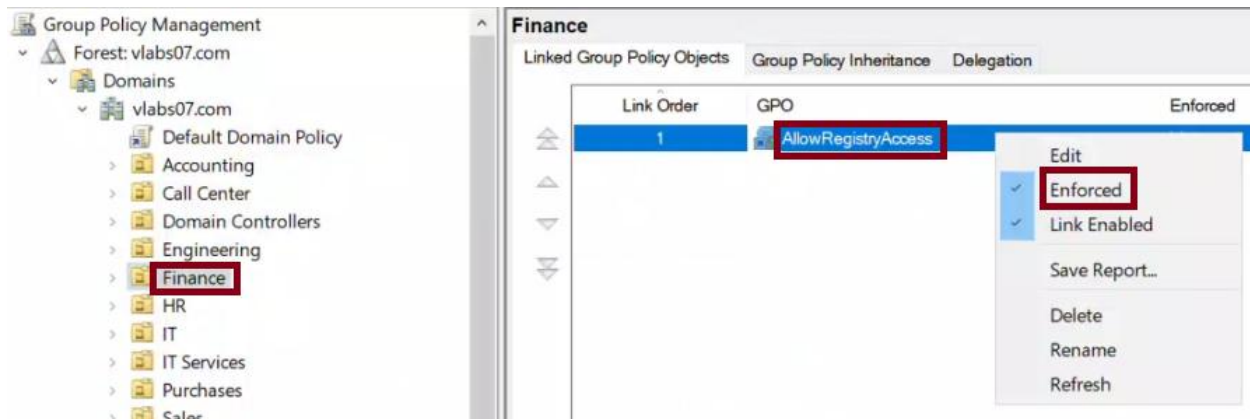 Group Policy Management
Forest: vlabs07.com
Domains
vlabs07.com
Default Domain Policy
Accounting
Call Center
Domain Controllers
Engineering
Finance
HR
IT
IT Services
Purchases
Sales
Finance
Linked Group Policy Objects Group Policy Inheritance Delegation
Link Order GPO Enforced
1 AllowRegistryAccess
Edit
Enforced
Link Enabled
Save Report...
Delete
Rename
Refresh